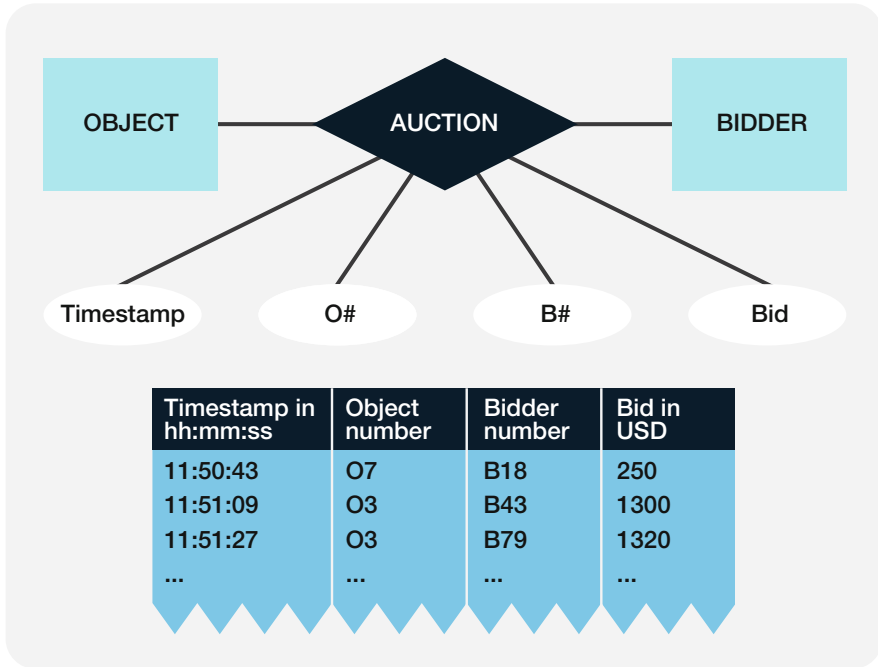 OBJECT
AUCTION
BIDDER
Timestamp
O#
B#
Bid
Timestamp in
hh:mm:ss
Object
number
Bidder
number
Bid in
USD
11:50:43 O7 B18 250
11:51:09 O3 B43 1300
11:51:27 O3 B79 1320
... ... ... ...